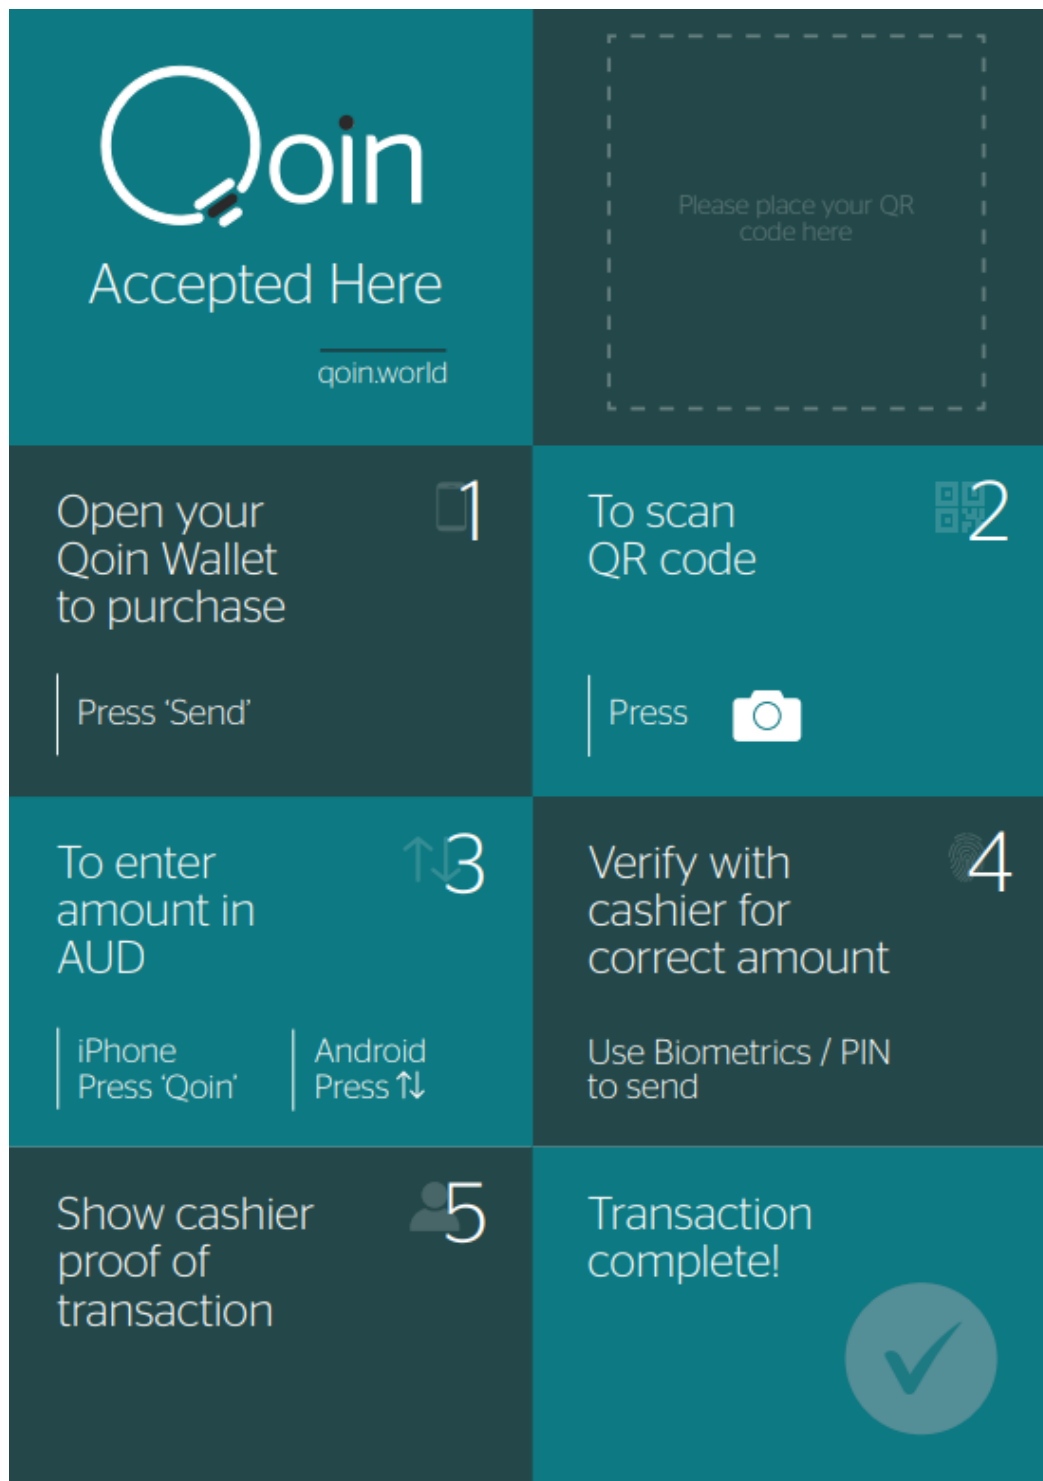 Qoin
Accepted Here
qoin.world
Please place your QR
code here
Open your
Qoin Wallet
to purchase
1
Press ‘Send’
To scan
QR code
2
Press
To enter
amount in
AUD
3
iPhone
Press ‘Qoin’
Android
Press ↑↓
Verify with
cashier for
correct amount
4
Use Biometrics / PIN
to send
Show cashier
proof of
transaction
5
Transaction
complete!